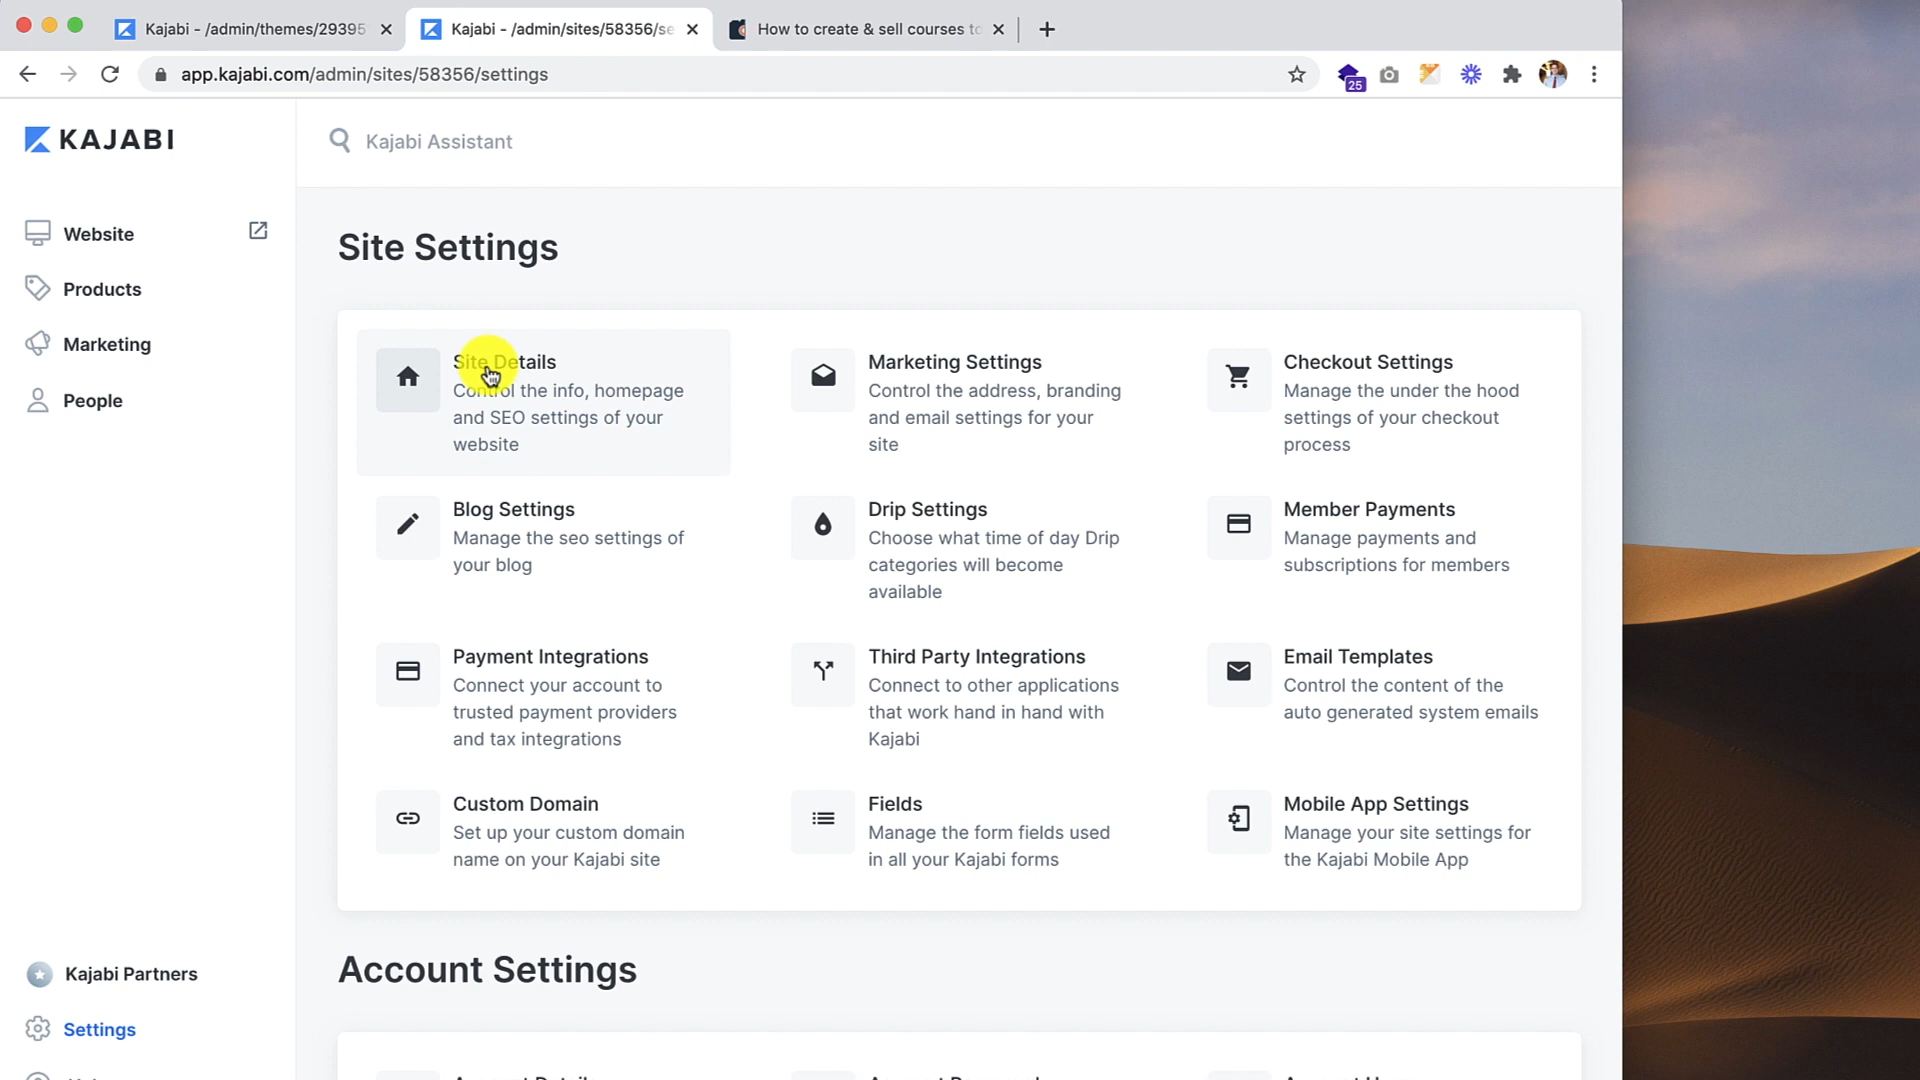 Kajabi - /admin/themes/29395
Kajabi - /admin/sites/58356/se
How to create & sell courses to
app.kajabi.com/admin/sites/58356/settings
25
KAJABI
Kajabi Assistant
Website
Products
Marketing
People
Site Settings
Site Details
Control the info, homepage
and SEO settings of your
website
Marketing Settings
Control the address, branding
and email settings for your
site
Checkout Settings
Manage the under the hood
settings of your checkout
process
Blog Settings
Manage the seo settings of
your blog
Drip Settings
Choose what time of day Drip
categories will become
available
Member Payments
Manage payments and
subscriptions for members
Payment Integrations
Connect your account to
trusted payment providers
and tax integrations
Third Party Integrations
Connect to other applications
that work hand in hand with
Kajabi
Email Templates
Control the content of the
auto generated system emails
Custom Domain
Set up your custom domain
name on your Kajabi site
Fields
Manage the form fields used
in all your Kajabi forms
Mobile App Settings
Manage your site settings for
the Kajabi Mobile App
Kajabi Partners
Settings
Account Settings
Account Details